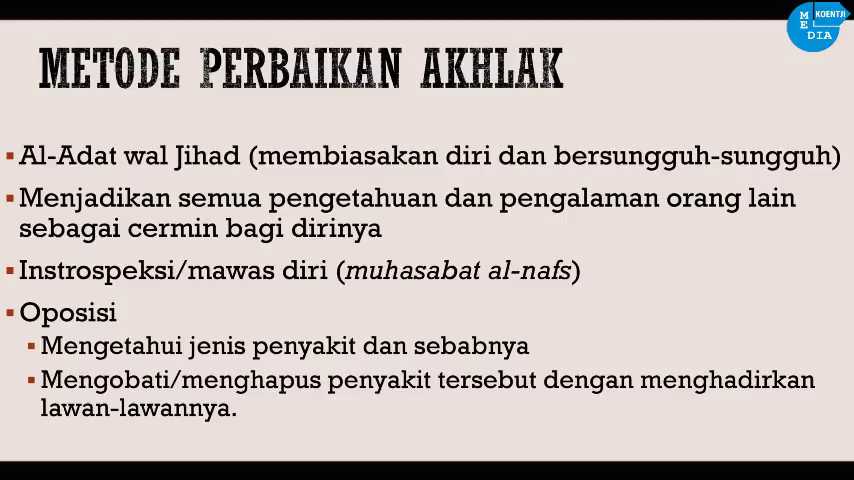 M KOENTJI
E
DIA
METODE PERBAIKAN AKHLAK
▪Al-Adat wal Jihad (membiasakan diri dan bersungguh-sungguh)
▪Menjadikan semua pengetahuan dan pengalaman orang lain
sebagai cermin bagi dirinya
▪Instrospeksi/mawas diri (muhasabat al-nafs)
▪Oposisi
▪Mengetahui jenis penyakit dan sebabnya
▪Mengobati/menghapus penyakit tersebut dengan menghadirkan
lawan-lawannya.